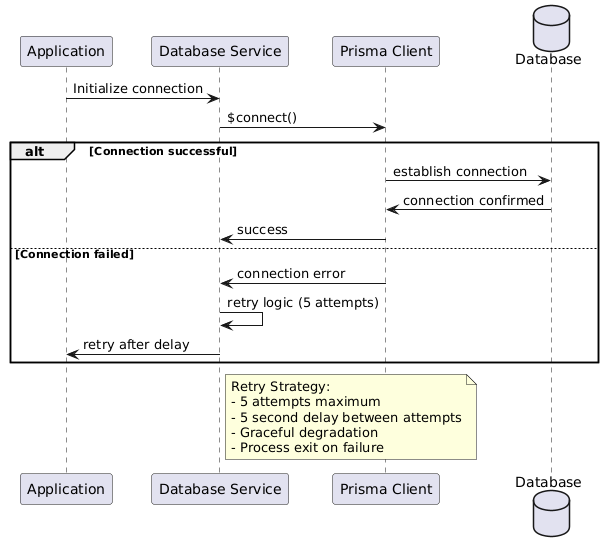 Database
Application
Database Service
Prisma Client
Initialize connection
$connect()
alt
[Connection successful]
establish connection
connection confirmed
success
[Connection failed]
connection error
retry logic (5 attempts)
retry after delay
Retry Strategy:
- 5 attempts maximum
- 5 second delay between attempts
- Graceful degradation
- Process exit on failure
Application
Database Service
Prisma Client
Database